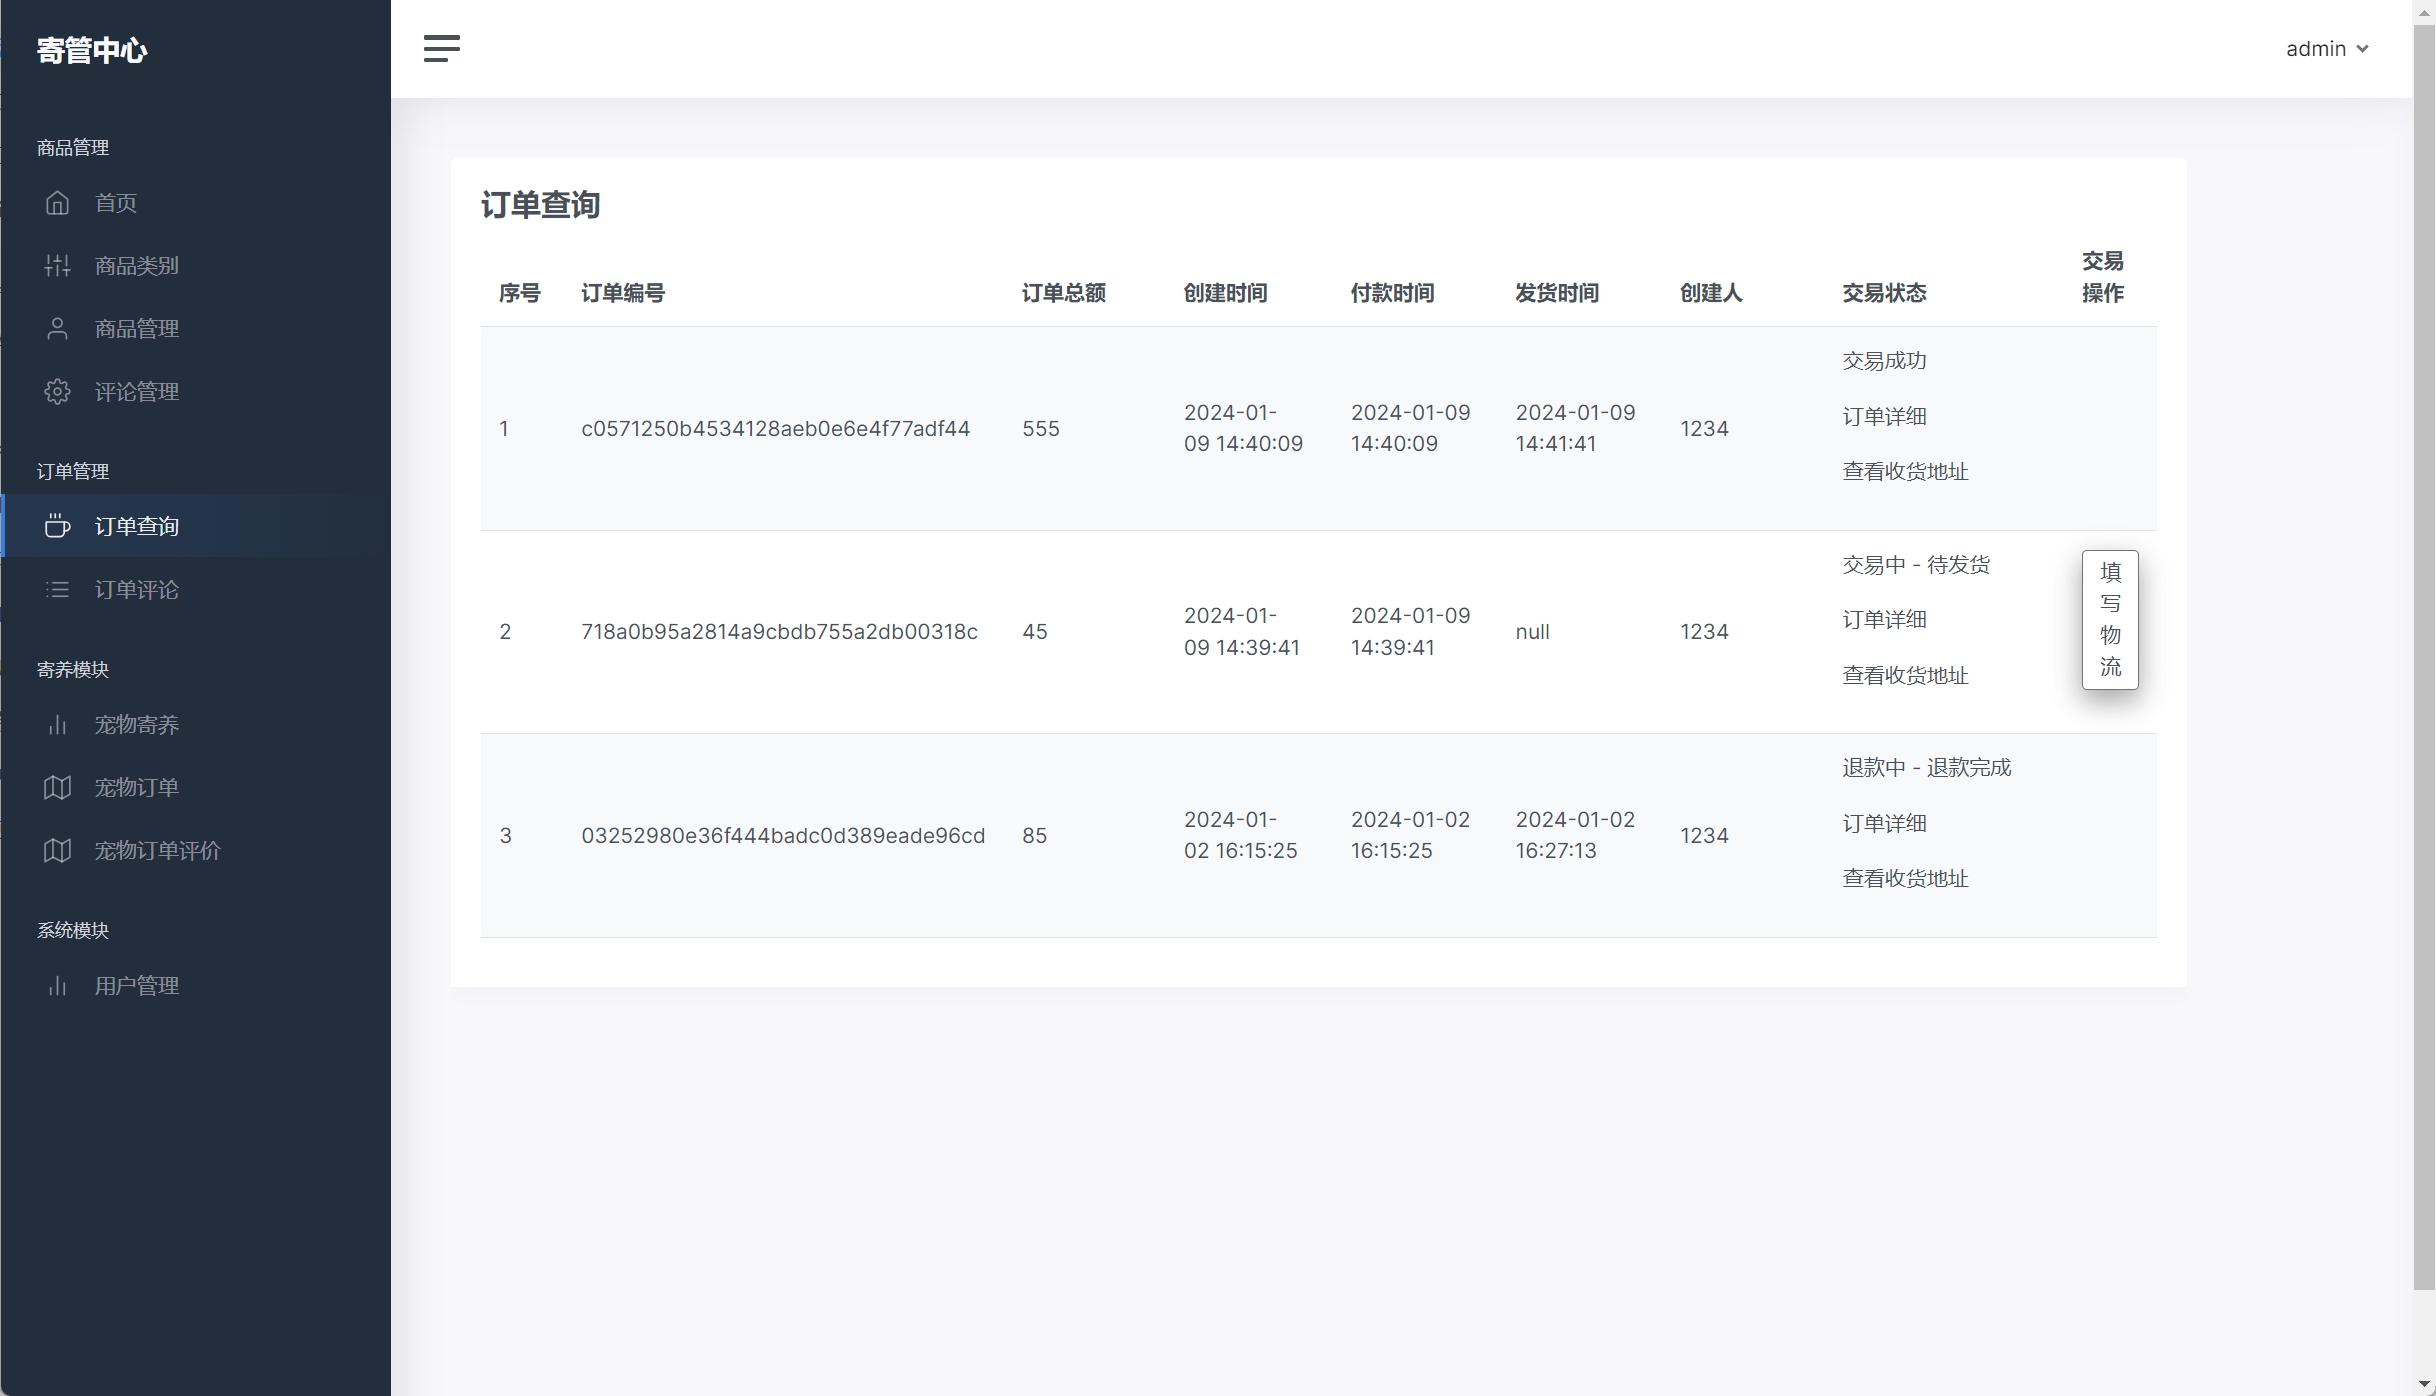 寄管中心
admin
商品管理
首页
商品类别
商品管理
评论管理
订单管理
订单查询
订单评论
寄养模块
宠物寄养
宠物订单
宠物订单评价
系统模块
用户管理
订单查询
序号 订单编号 订单总额 创建时间 付款时间 发货时间 创建人 交易状态 交易
操作
交易成功
订单详细
查看收货地址
1 c0571250b4534128aeb0e6e4f77adf44 555 2024-01- 2024-01-09 2024-01-09 1234
09 14:40:09 14:40:09 14:41:41
交易中 - 待发货
订单详细
查看收货地址
2 718a0b95a2814a9cbdb755a2db00318c 45 2024-01- 2024-01-09 null 1234
09 14:39:41 14:39:41
填
写
物
流
退款中 - 退款完成
订单详细
查看收货地址
3 03252980e36f444badc0d389eade96cd 85 2024-01- 2024-01-02 2024-01-02 1234
02 16:15:25 16:15:25 16:27:13